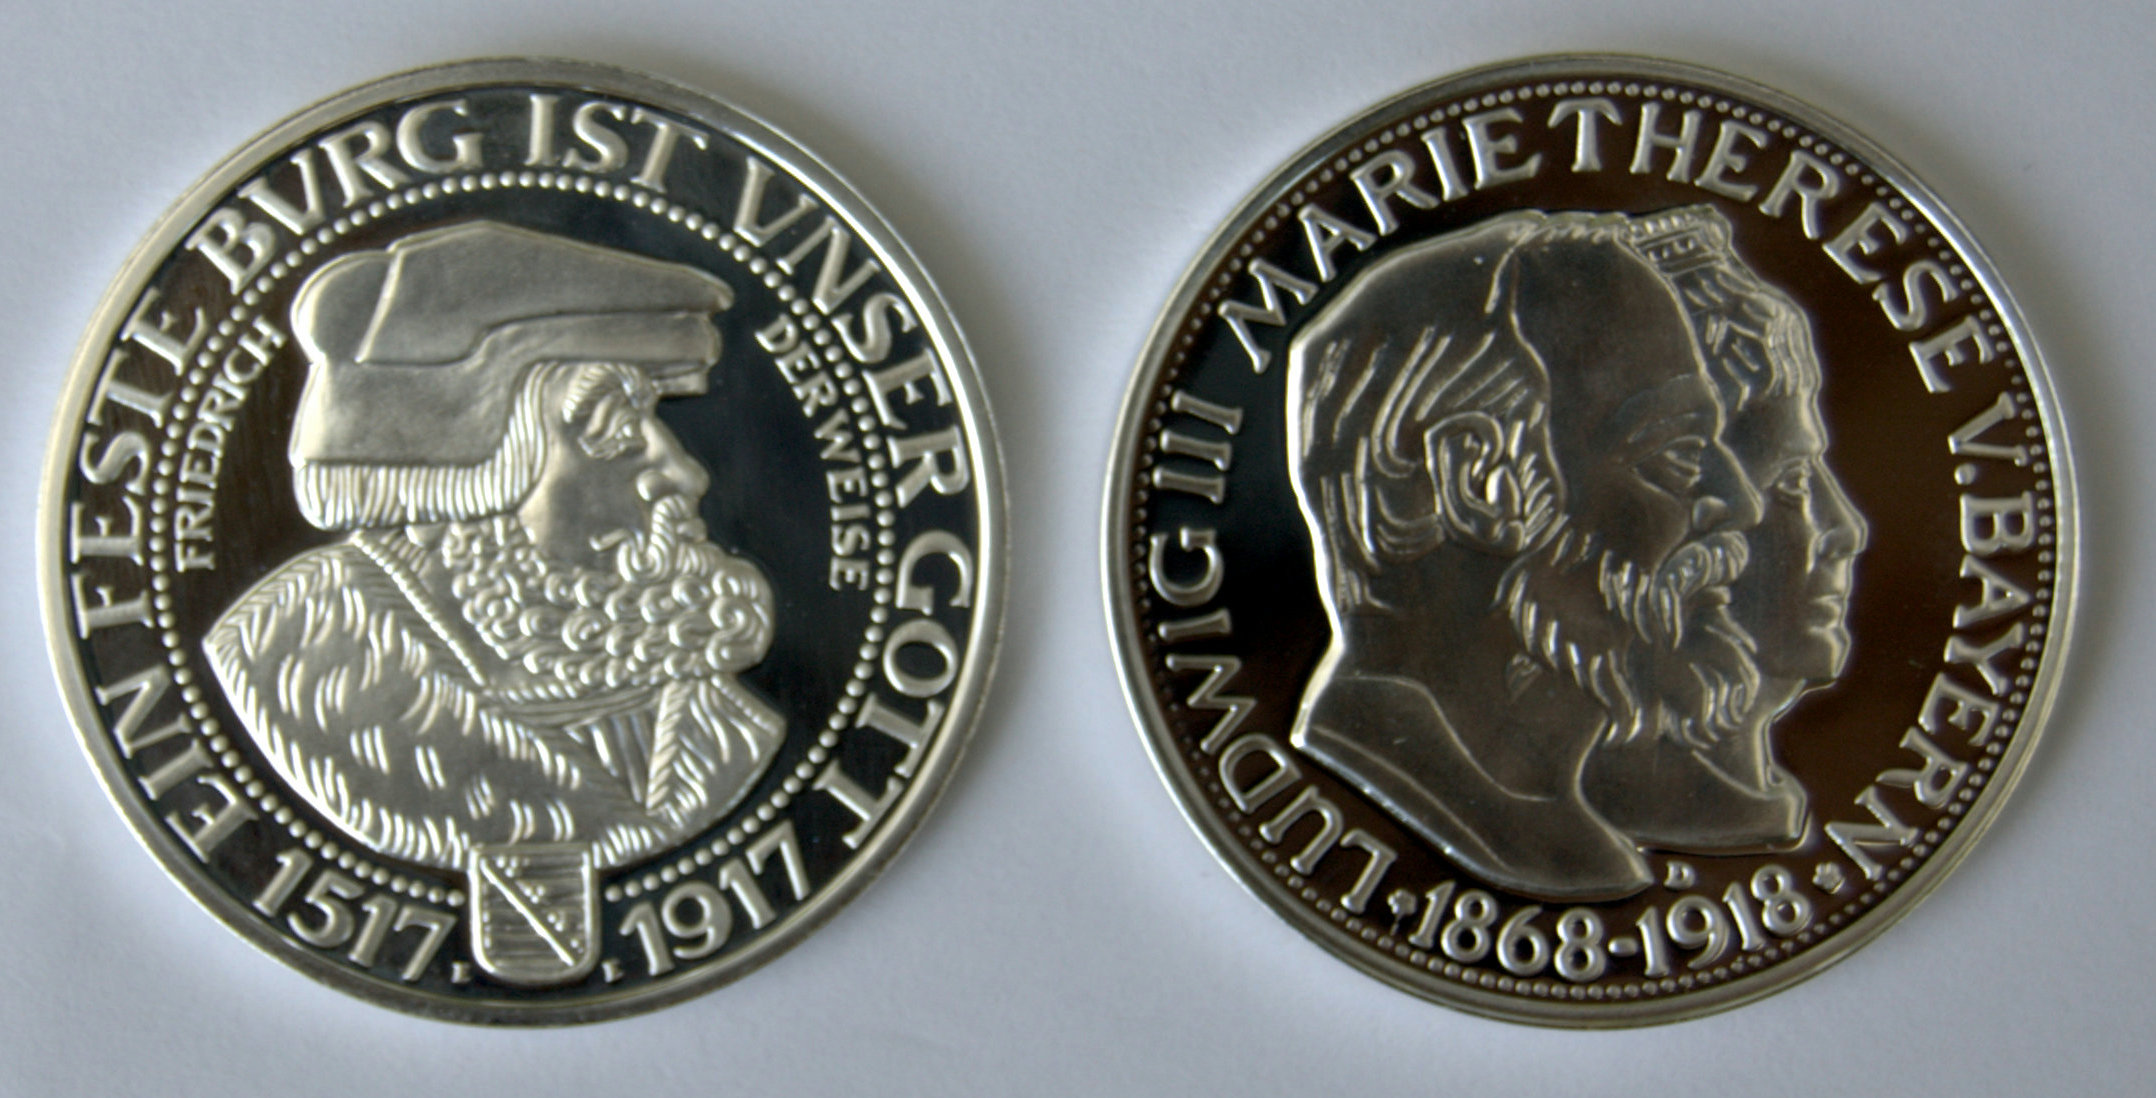 EIN FESTE BVRG IST VNSER GOTT
FRIEDRICH
DER WEISE
1517
E
E
1917
LUDWIG III MARIE THERESE V. BAYERN
D
1868-1918